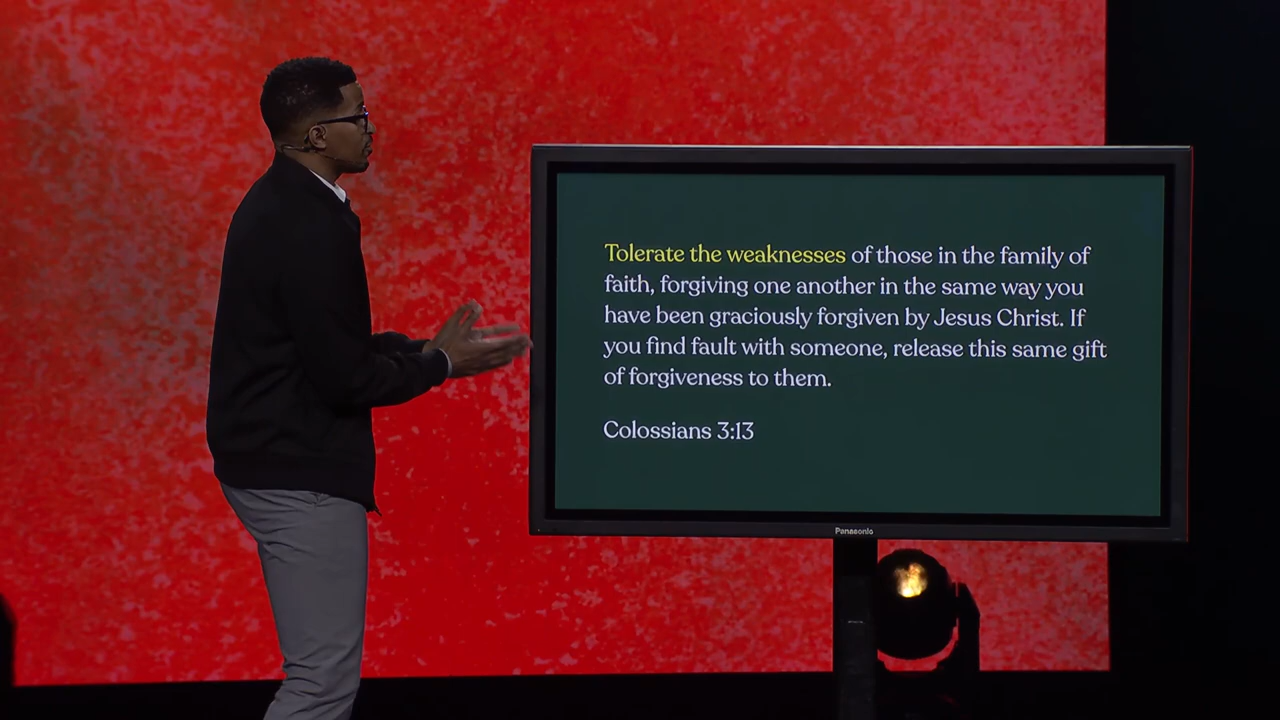 Tolerate the weaknesses of those in the family of
faith, forgiving one another in the same way you
have been graciously forgiven by Jesus Christ. If
you find fault with someone, release this same gift
of forgiveness to them.
Colossians 3:13
Panasonic